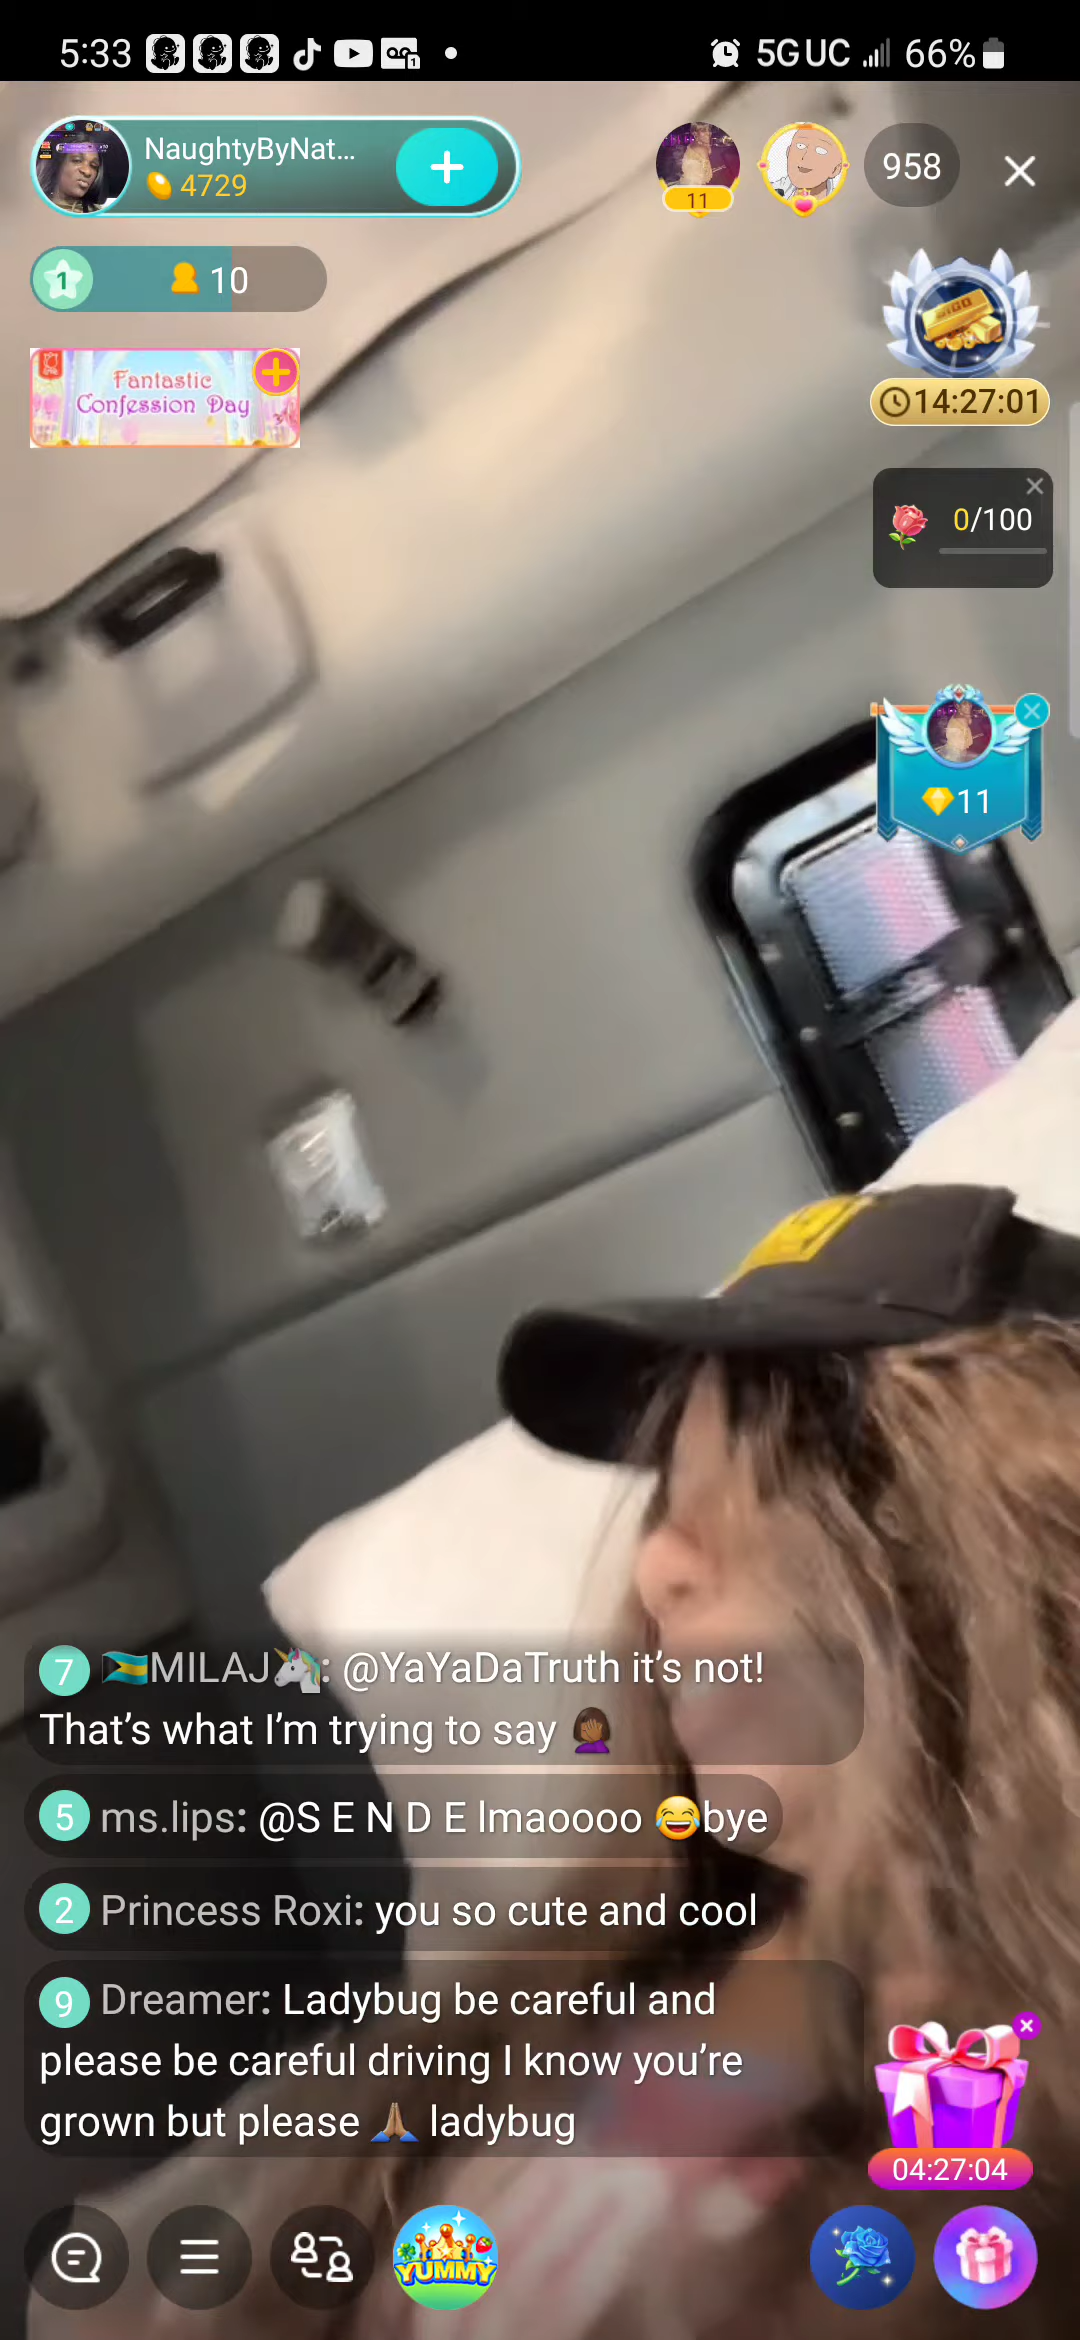 5:33
5G UC 66%
NaughtyByNat...
4729
11
958
1 10
Fantastic
Confession Day
BIGO
14:27:01
0/100
11
7 🇧🇸MILAJ🦄: @YaYaDaTruth it's not!
That's what I'm trying to say 🤦🏾‍♀️
5 ms.lips: @S E N D E lmaoooo 😂bye
2 Princess Roxi: you so cute and cool
9 Dreamer: Ladybug be careful and
please be careful driving I know you're
grown but please 🙏🏽 ladybug
04:27:04
YUMMY